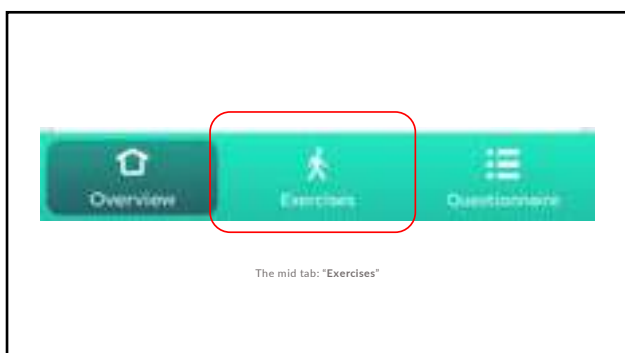 Overview
Exercises
Questionnaire
The mid tab: "Exercises"